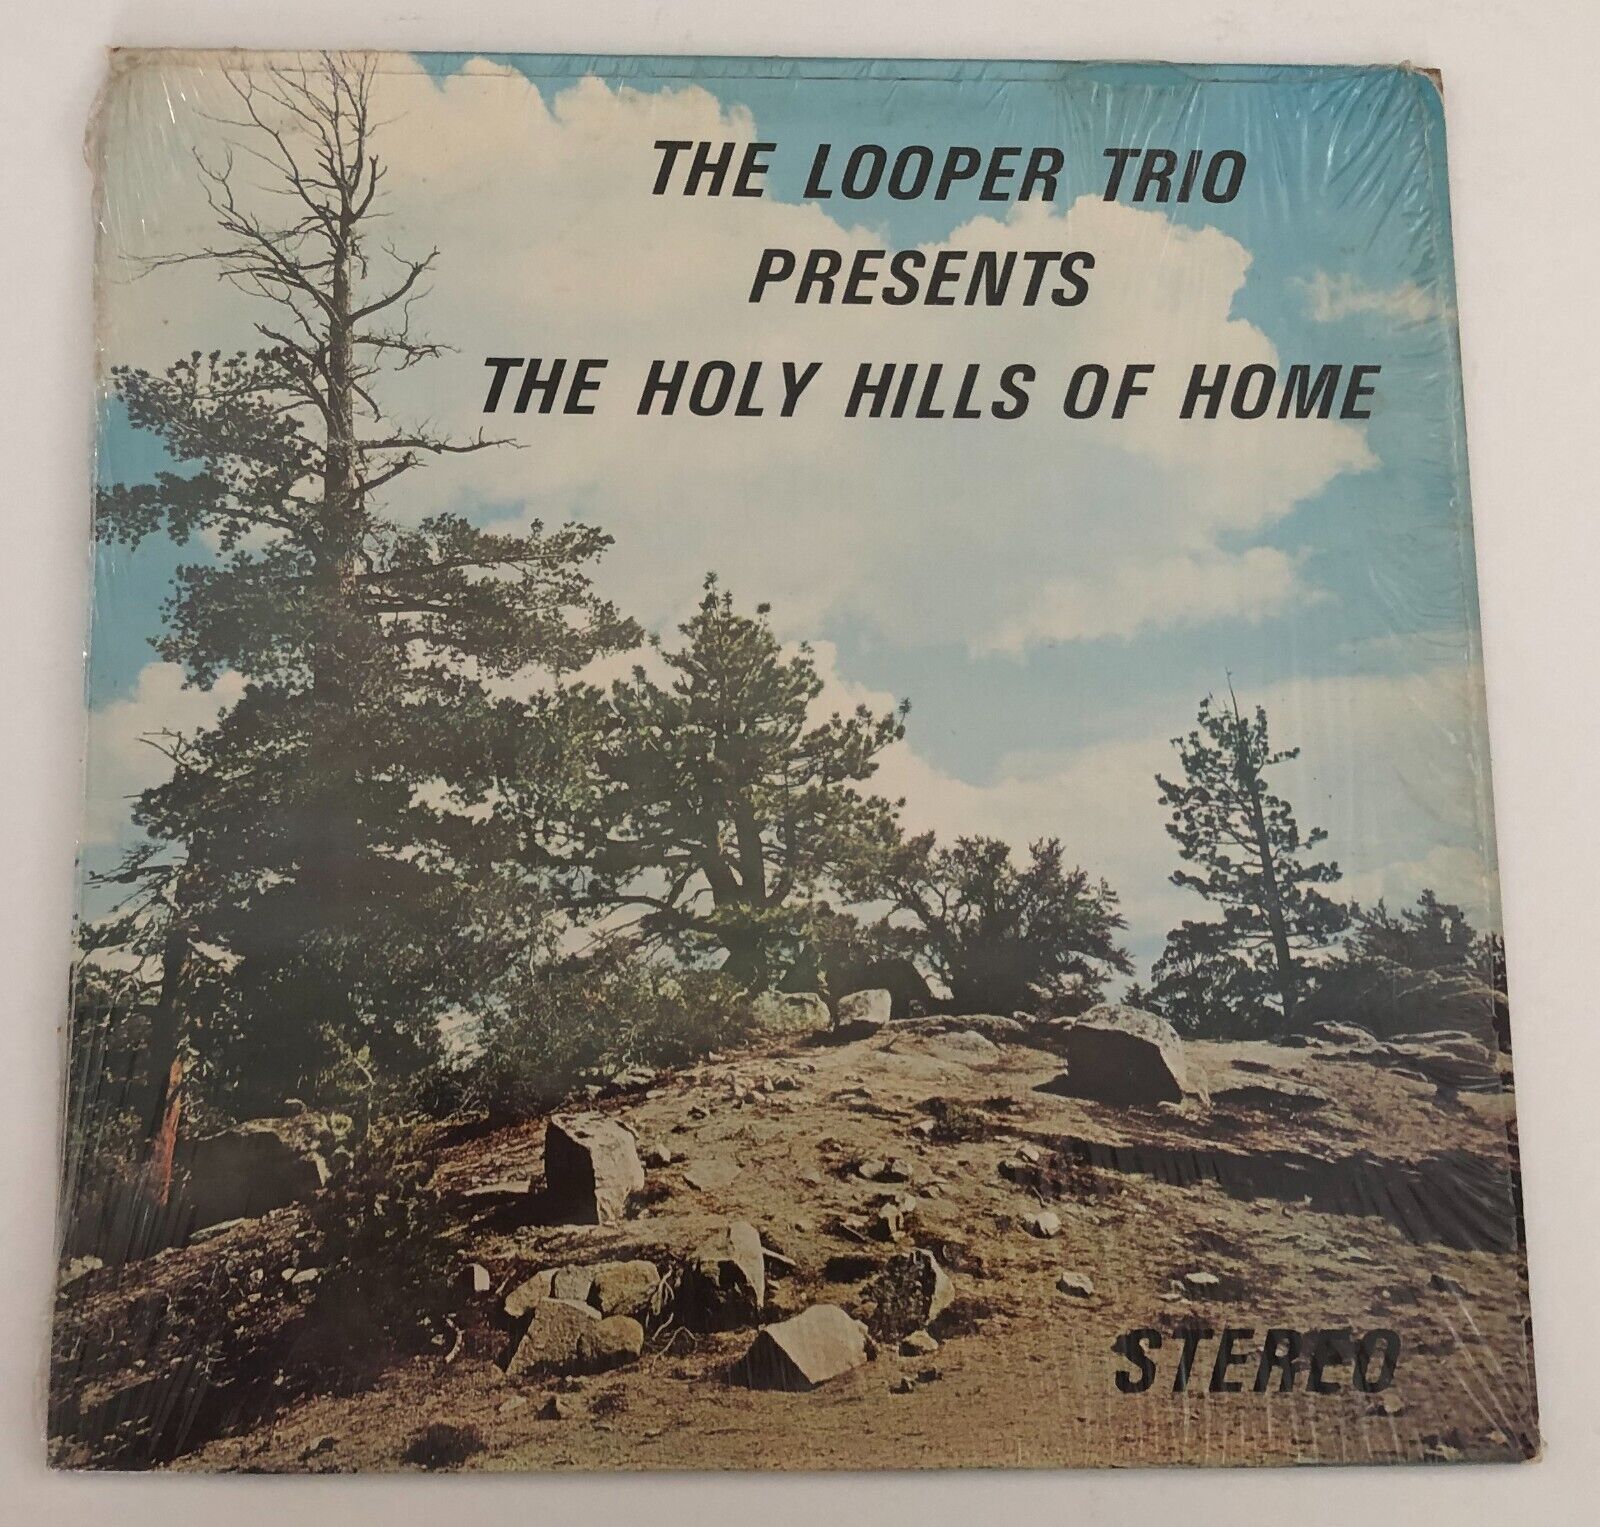 THE LOOPER TRIO
PRESENTS
THE HOLY HILLS OF HOME
STEREO